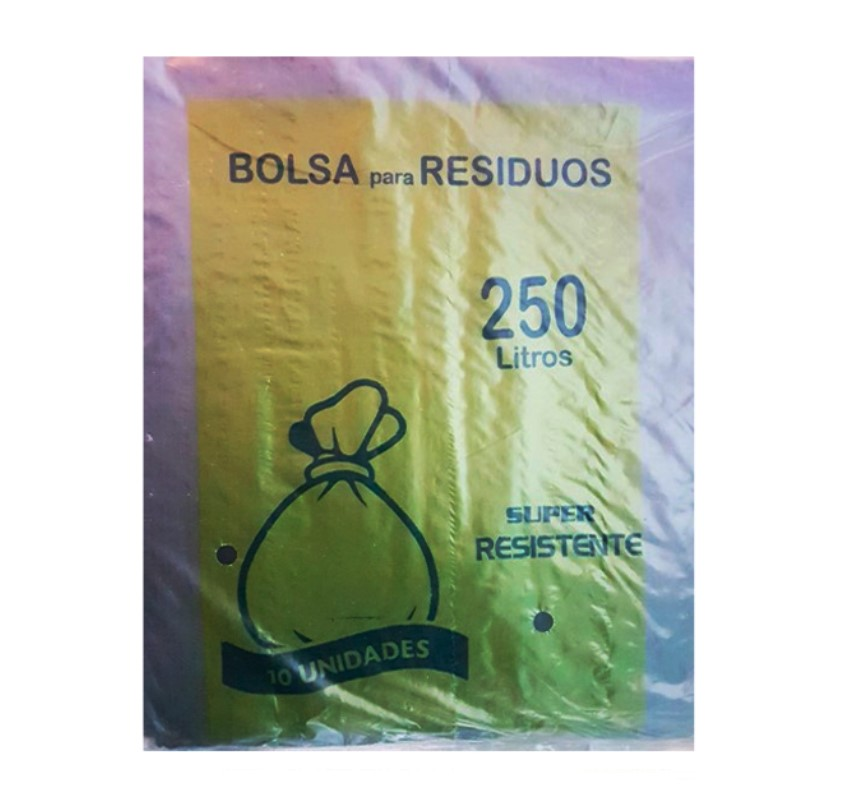 BOLSA para RESIDUOS
250
Litros
SUPER
RESISTENTE
10 UNIDADES